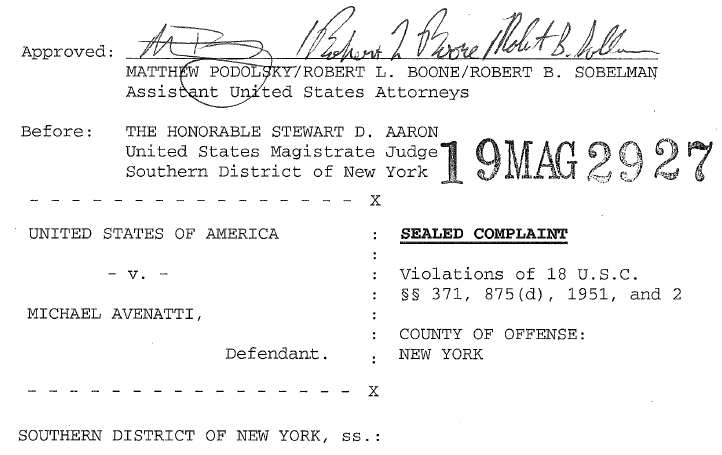 Approved:
MATTHEW PODOLSKY/ROBERT L. BOONE/ROBERT B. SOBELMAN
Assistant United States Attorneys
Before: THE HONORABLE STEWART D. AARON
United States Magistrate Judge
Southern District of New York
19MAG 2927
- - - - - - - - - - - - - - - - - X
UNITED STATES OF AMERICA : SEALED COMPLAINT
:
- v. - : Violations of 18 U.S.C.
: §§ 371, 875(d), 1951, and 2
MICHAEL AVENATTI, :
: COUNTY OF OFFENSE:
Defendant. : NEW YORK
- - - - - - - - - - - - - - - - - X
SOUTHERN DISTRICT OF NEW YORK, ss.: